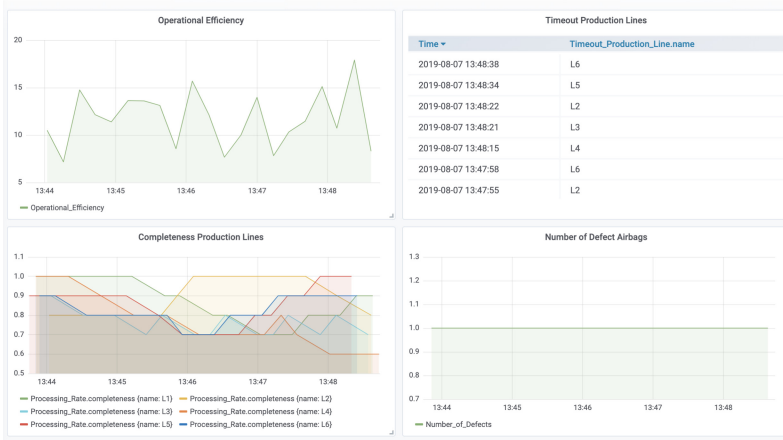 Operational Efficiency
20
15
10
5
13:44 13:45 13:46 13:47 13:48
Operational_Efficiency
Timeout Production Lines
Time Timeout_Production_Line.name
2019-08-07 13:48:38 L6
2019-08-07 13:48:34 L5
2019-08-07 13:48:22 L2
2019-08-07 13:48:21 L3
2019-08-07 13:48:15 L4
2019-08-07 13:47:58 L6
2019-08-07 13:47:55 L2
Completeness Production Lines
1.1
1.0
0.9
0.8
0.7
0.6
0.5
13:44 13:45 13:46 13:47 13:48
Processing_Rate.completeness {name: L1} Processing_Rate.completeness {name: L2}
Processing_Rate.completeness {name: L3} Processing_Rate.completeness {name: L4}
Processing_Rate.completeness {name: L5} Processing_Rate.completeness {name: L6}
Number of Defect Airbags
1.3
1.2
1.1
1.0
0.9
0.8
0.7
13:44 13:45 13:46 13:47 13:48
Number_of_Defects